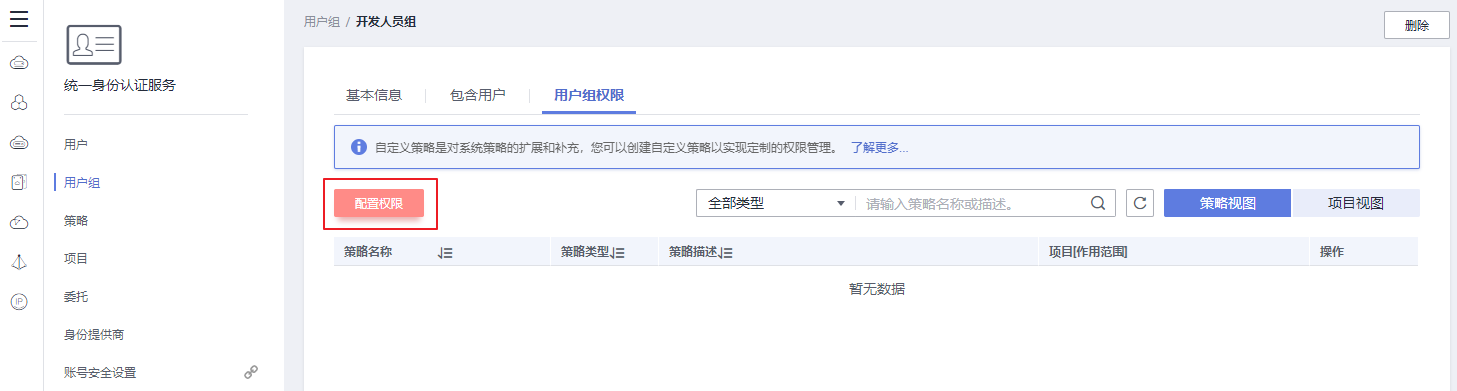 用户组 / 开发人员组
删除
统一身份认证服务
用户
用户组
策略
项目
委托
身份提供商
账号安全设置
IP
基本信息
包含用户
用户组权限
自定义策略是对系统策略的扩展和补充，您可以创建自定义策略以实现定制的权限管理。 了解更多...
配置权限
全部类型
请输入策略名称或描述。
策略视图
项目视图
策略名称 策略类型 策略描述 项目[作用范围] 操作
暂无数据